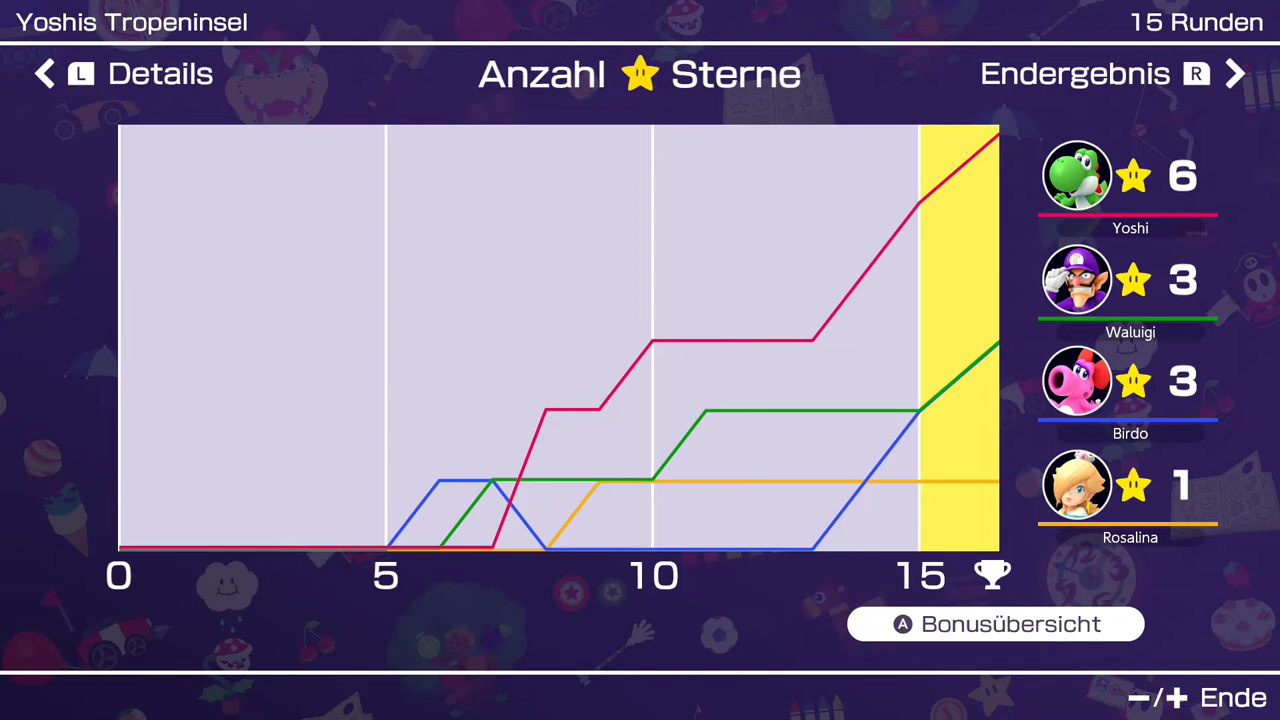 Yoshis Tropeninsel
15 Runden
L Details
Anzahl Sterne
Endergebnis R
6
Yoshi
3
Waluigi
3
Birdo
1
Rosalina
0 5 10 15
A Bonusübersicht
−/+ Ende